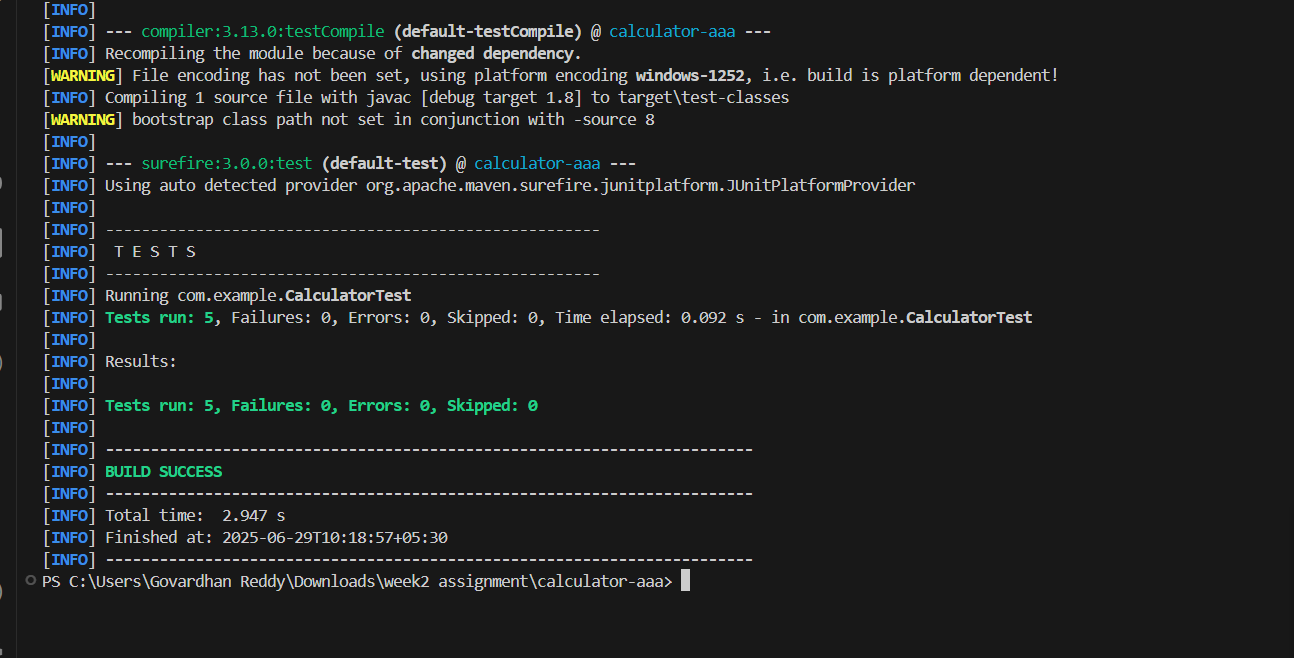 [INFO]
[INFO] --- compiler:3.13.0:testCompile (default-testCompile) @ calculator-aaa ---
[INFO] Recompiling the module because of changed dependency.
[WARNING] File encoding has not been set, using platform encoding windows-1252, i.e. build is platform dependent!
[INFO] Compiling 1 source file with javac [debug target 1.8] to target\test-classes
[WARNING] bootstrap class path not set in conjunction with -source 8
[INFO]
[INFO] --- surefire:3.0.0:test (default-test) @ calculator-aaa ---
[INFO] Using auto detected provider org.apache.maven.surefire.junitplatform.JUnitPlatformProvider
[INFO]
[INFO] -------------------------------------------------------
[INFO]  T E S T S
[INFO] -------------------------------------------------------
[INFO] Running com.example.CalculatorTest
[INFO] Tests run: 5, Failures: 0, Errors: 0, Skipped: 0, Time elapsed: 0.092 s - in com.example.CalculatorTest
[INFO]
[INFO] Results:
[INFO]
[INFO] Tests run: 5, Failures: 0, Errors: 0, Skipped: 0
[INFO]
[INFO] ------------------------------------------------------------------------
[INFO] BUILD SUCCESS
[INFO] ------------------------------------------------------------------------
[INFO] Total time:  2.947 s
[INFO] Finished at: 2025-06-29T10:18:57+05:30
[INFO] ------------------------------------------------------------------------
PS C:\Users\Govardhan Reddy\Downloads\week2 assignment\calculator-aaa>